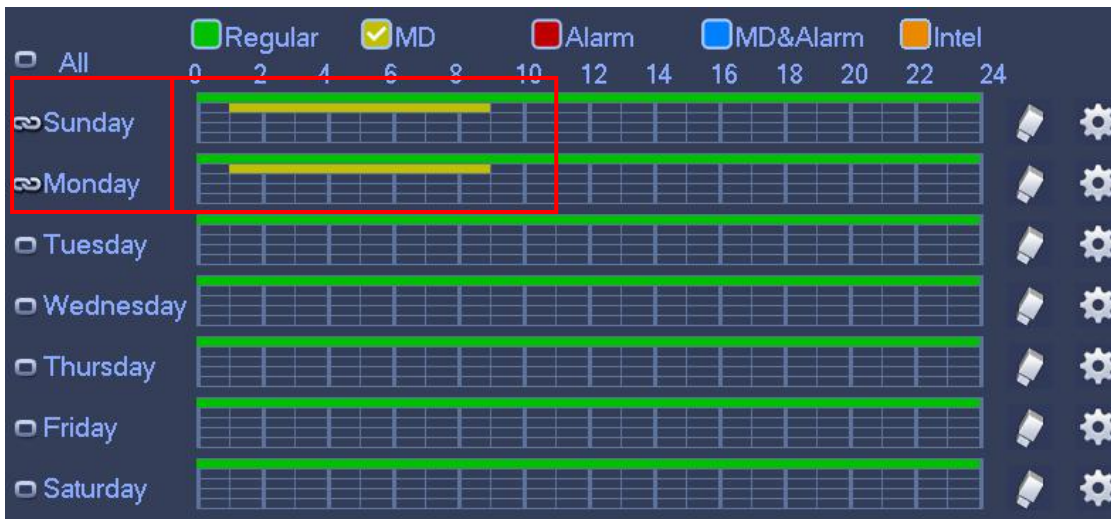 Regular MD Alarm MD&Alarm Intel
All
0 2 4 6 8 10 12 14 16 18 20 22 24
Sunday
Monday
Tuesday
Wednesday
Thursday
Friday
Saturday